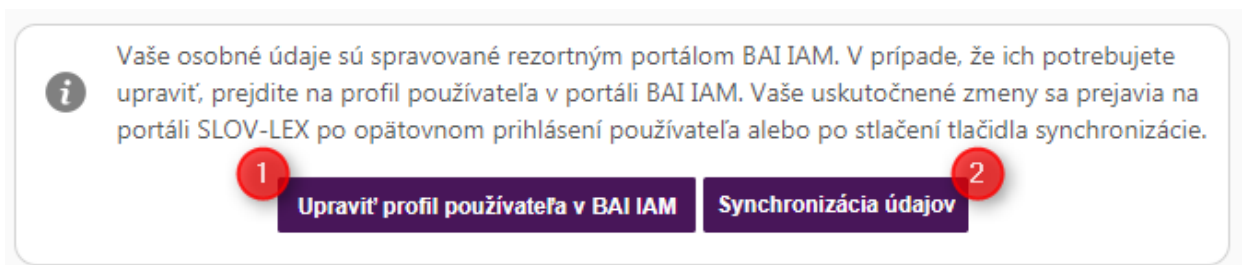 Vaše osobné údaje sú spravované rezortným portálom BAI IAM. V prípade, že ich potrebujete
upraviť, prejdite na profil používateľa v portáli BAI IAM. Vaše uskutočnené zmeny sa prejavia na
portáli SLOV-LEX po opätovnom prihlásení používateľa alebo po stlačení tlačidla synchronizácie.
1 2
Upraviť profil používateľa v BAI IAM Synchronizácia údajov